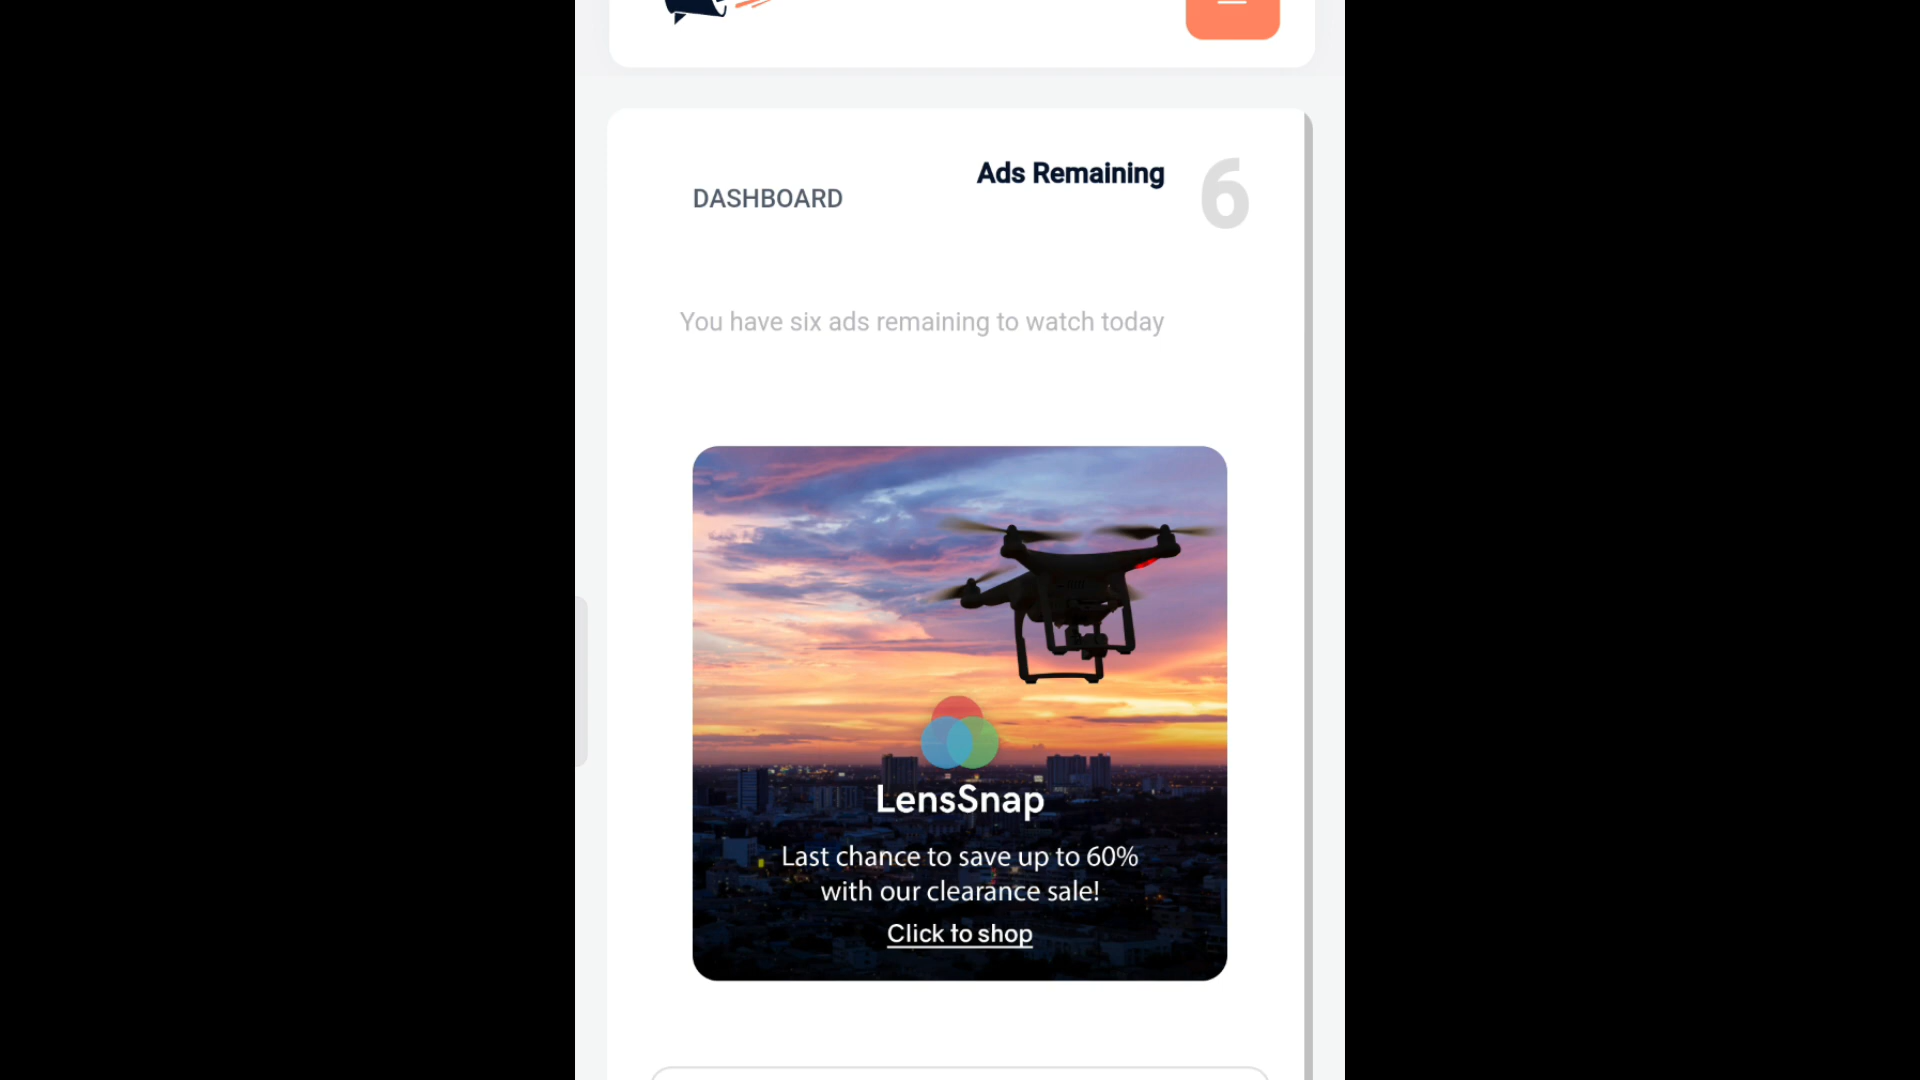 Ads Remaining
6
DASHBOARD
You have six ads remaining to watch today
LensSnap
Last chance to save up to 60%
with our clearance sale!
Click to shop